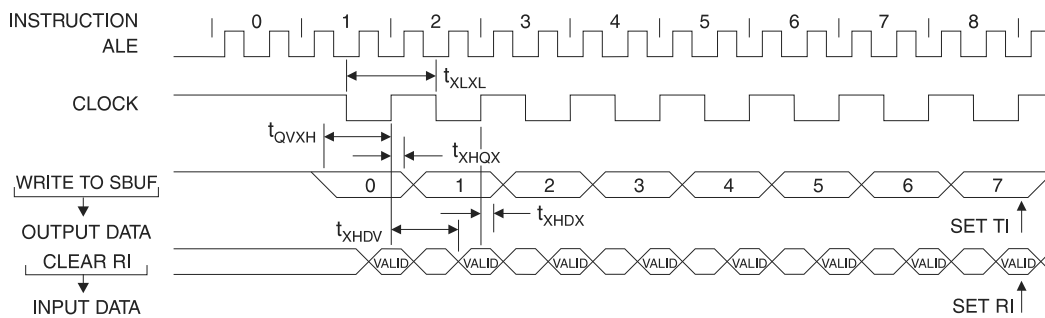 INSTRUCTION 0 1 2 3 4 5 6 7 8
ALE
tXLXL
CLOCK
tQVXH
tXHQX
WRITE TO SBUF 0 1 2 3 4 5 6 7
tXHDX
OUTPUT DATA SET TI
tXHDV
CLEAR RI VALID VALID VALID VALID VALID VALID VALID VALID
INPUT DATA SET RI